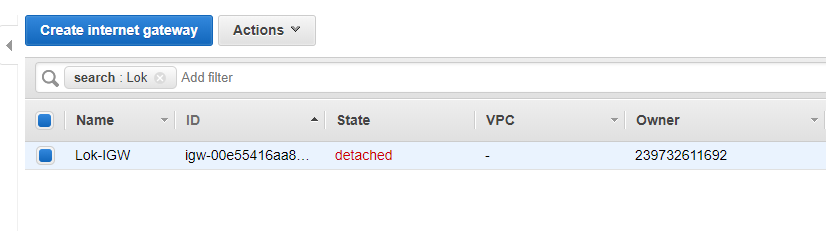 Create internet gateway Actions
search : Lok Add filter
Name ID State VPC Owner
Lok-IGW igw-00e55416aa8... detached - 239732611692